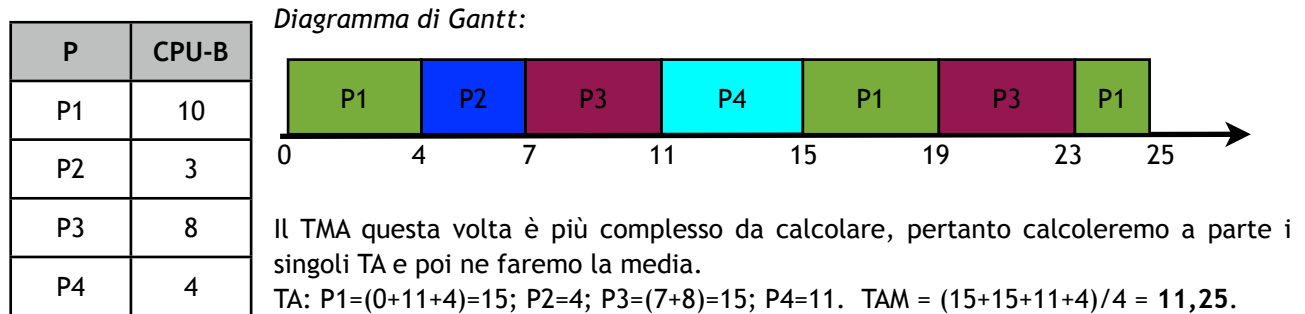 Diagramma di Gantt:
P CPU-B
P1 10
P2 3
P3 8
P4 4
P1 P2 P3 P4 P1 P3 P1
0 4 7 11 15 19 23 25
Il TMA questa volta è più complesso da calcolare, pertanto calcoleremo a parte i
singoli TA e poi ne faremo la media.
TA: P1=(0+11+4)=15; P2=4; P3=(7+8)=15; P4=11. TAM = (15+15+11+4)/4 = 11,25.